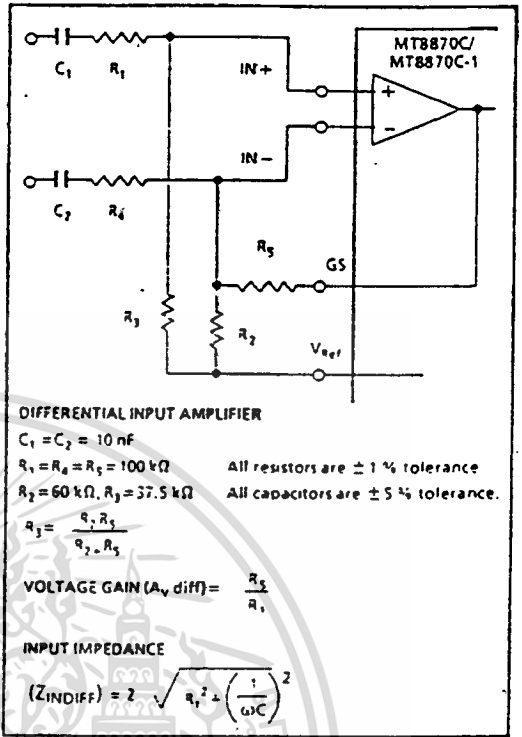 MT8870C/
MT8870C-1
C1 R1 IN+
+
−
IN−
C2 R4
R5 GS
R3 R2
VRef
DIFFERENTIAL INPUT AMPLIFIER
C1 = C2 = 10 nF
R1 = R4 = R5 = 100 kΩ All resistors are ± 1 % tolerance
R2 = 60 kΩ, R3 = 37.5 kΩ All capacitors are ± 5 % tolerance.
R3 = R2 R5 / R2 + R5
VOLTAGE GAIN (Av diff) = R5 / R1
INPUT IMPEDANCE
(ZINDIFF) = 2 √ R1² + (1 / ωC)²